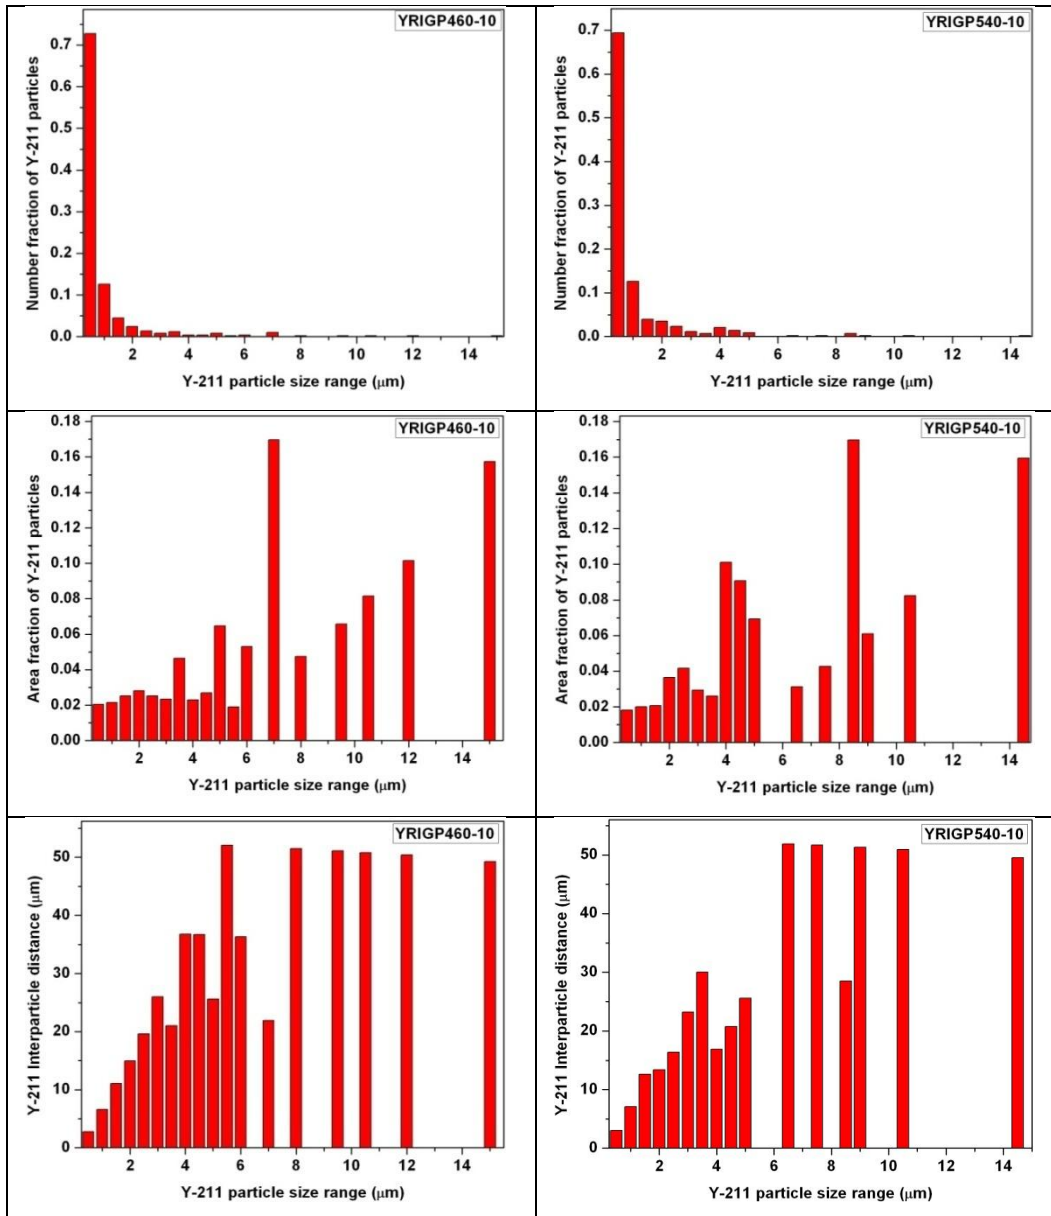 YRIGP460-10
Number fraction of Y-211 particles
0.7
0.6
0.5
0.4
0.3
0.2
0.1
0.0
2 4 6 8 10 12 14
Y-211 particle size range (μm)
YRIGP540-10
Number fraction of Y-211 particles
0.7
0.6
0.5
0.4
0.3
0.2
0.1
0.0
2 4 6 8 10 12 14
Y-211 particle size range (μm)
YRIGP460-10
Area fraction of Y-211 particles
0.18
0.16
0.14
0.12
0.10
0.08
0.06
0.04
0.02
0.00
2 4 6 8 10 12 14
Y-211 particle size range (μm)
YRIGP540-10
Area fraction of Y-211 particles
0.18
0.16
0.14
0.12
0.10
0.08
0.06
0.04
0.02
0.00
2 4 6 8 10 12 14
Y-211 particle size range (μm)
YRIGP460-10
Y-211 Interparticle distance (μm)
50
40
30
20
10
0
2 4 6 8 10 12 14
Y-211 particle size range (μm)
YRIGP540-10
Y-211 Interparticle distance (μm)
50
40
30
20
10
0
2 4 6 8 10 12 14
Y-211 particle size range (μm)